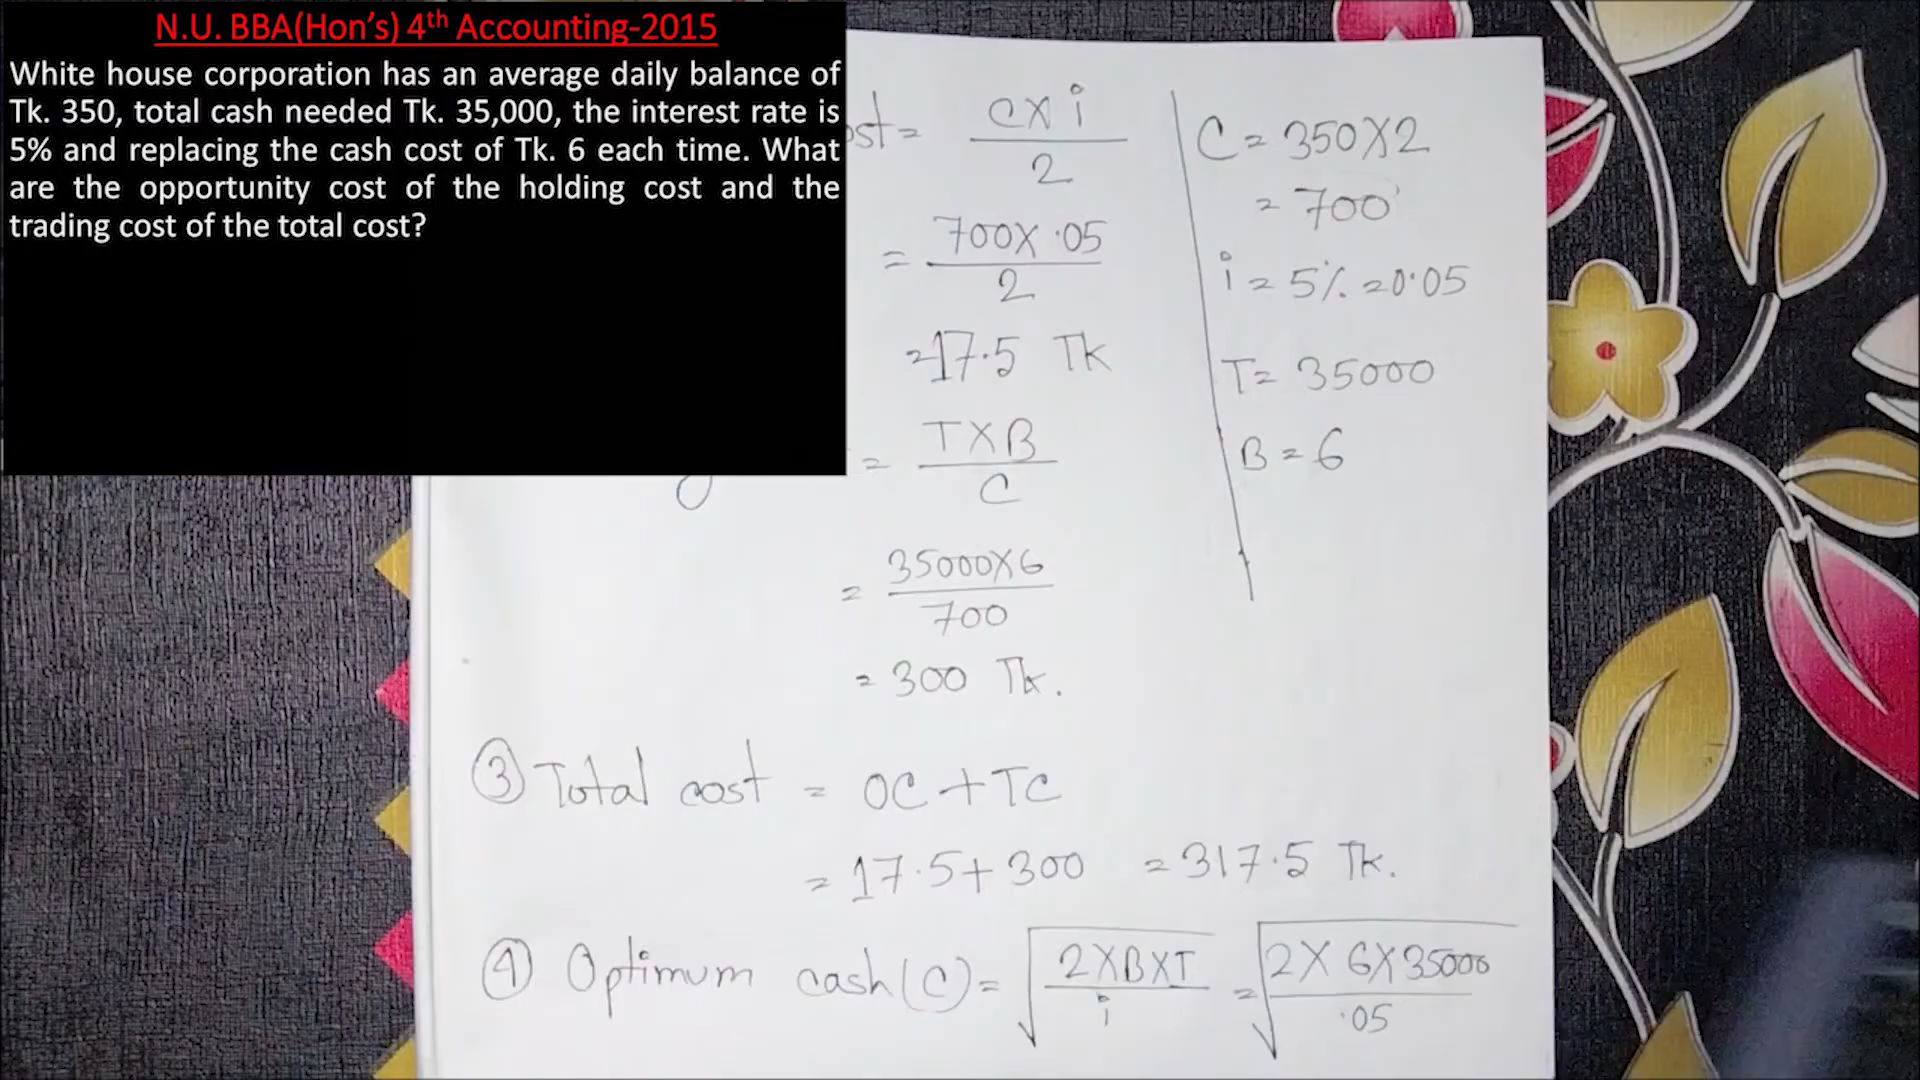 N.U. BBA(Hon's) 4th Accounting-2015
White house corporation has an average daily balance of
Tk. 350, total cash needed Tk. 35,000, the interest rate is
5% and replacing the cash cost of Tk. 6 each time. What
are the opportunity cost of the holding cost and the
trading cost of the total cost?
ost = C X i / 2
= 700 X .05 / 2
= 17.5 Tk
= T X B / C
= 35000 X 6 / 700
= 300 Tk.
C = 350 X 2
= 700
i = 5% = 0.05
T = 35000
B = 6
③ Total cost = OC + TC
= 17.5 + 300 = 317.5 Tk.
④ Optimum cash (C) = √(2 X B X T / i) = √(2 X 6 X 35000 / .05)